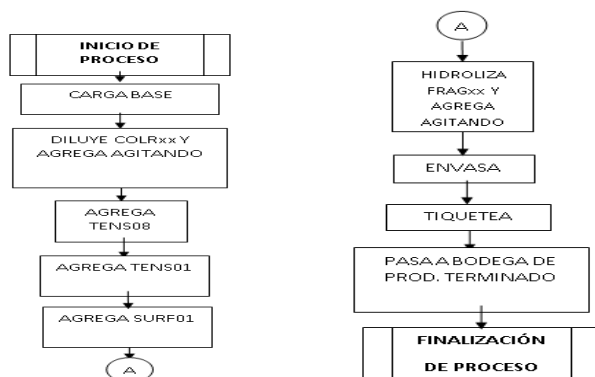 INICIO DE
PROCESO
CARGA BASE
DILUYE COLRxx Y
AGREGA AGITANDO
AGREGA
TENS08
AGREGA TENS01
AGREGA SURF01
A
A
HIDROLIZA
FRAGxx Y
AGREGA
AGITANDO
ENVASA
TIQUETEA
PASA A BODEGA DE
PROD. TERMINADO
FINALIZACIÓN
DE PROCESO